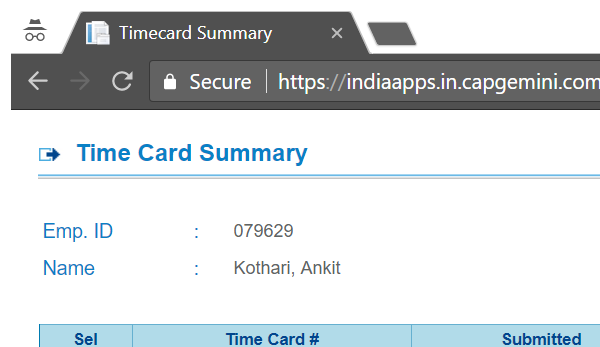 Timecard Summary
Secure https://indiaapps.in.capgemini.com
Time Card Summary
Emp. ID : 079629
Name : Kothari, Ankit
Sel Time Card # Submitted